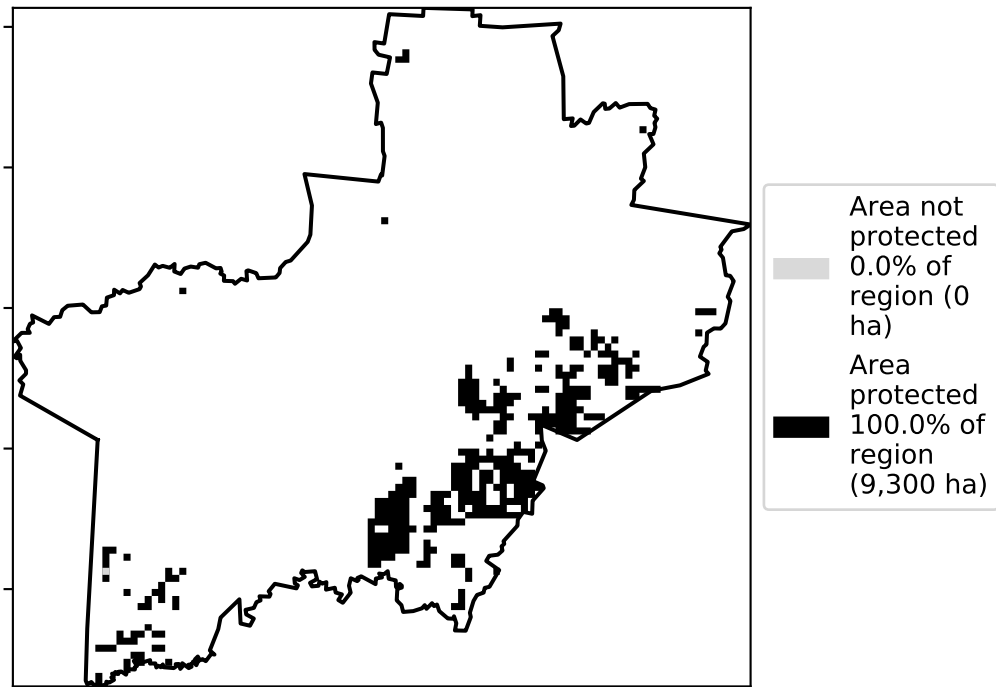 Area not
protected
0.0% of
region (0
ha)
Area
protected
100.0% of
region
(9,300 ha)